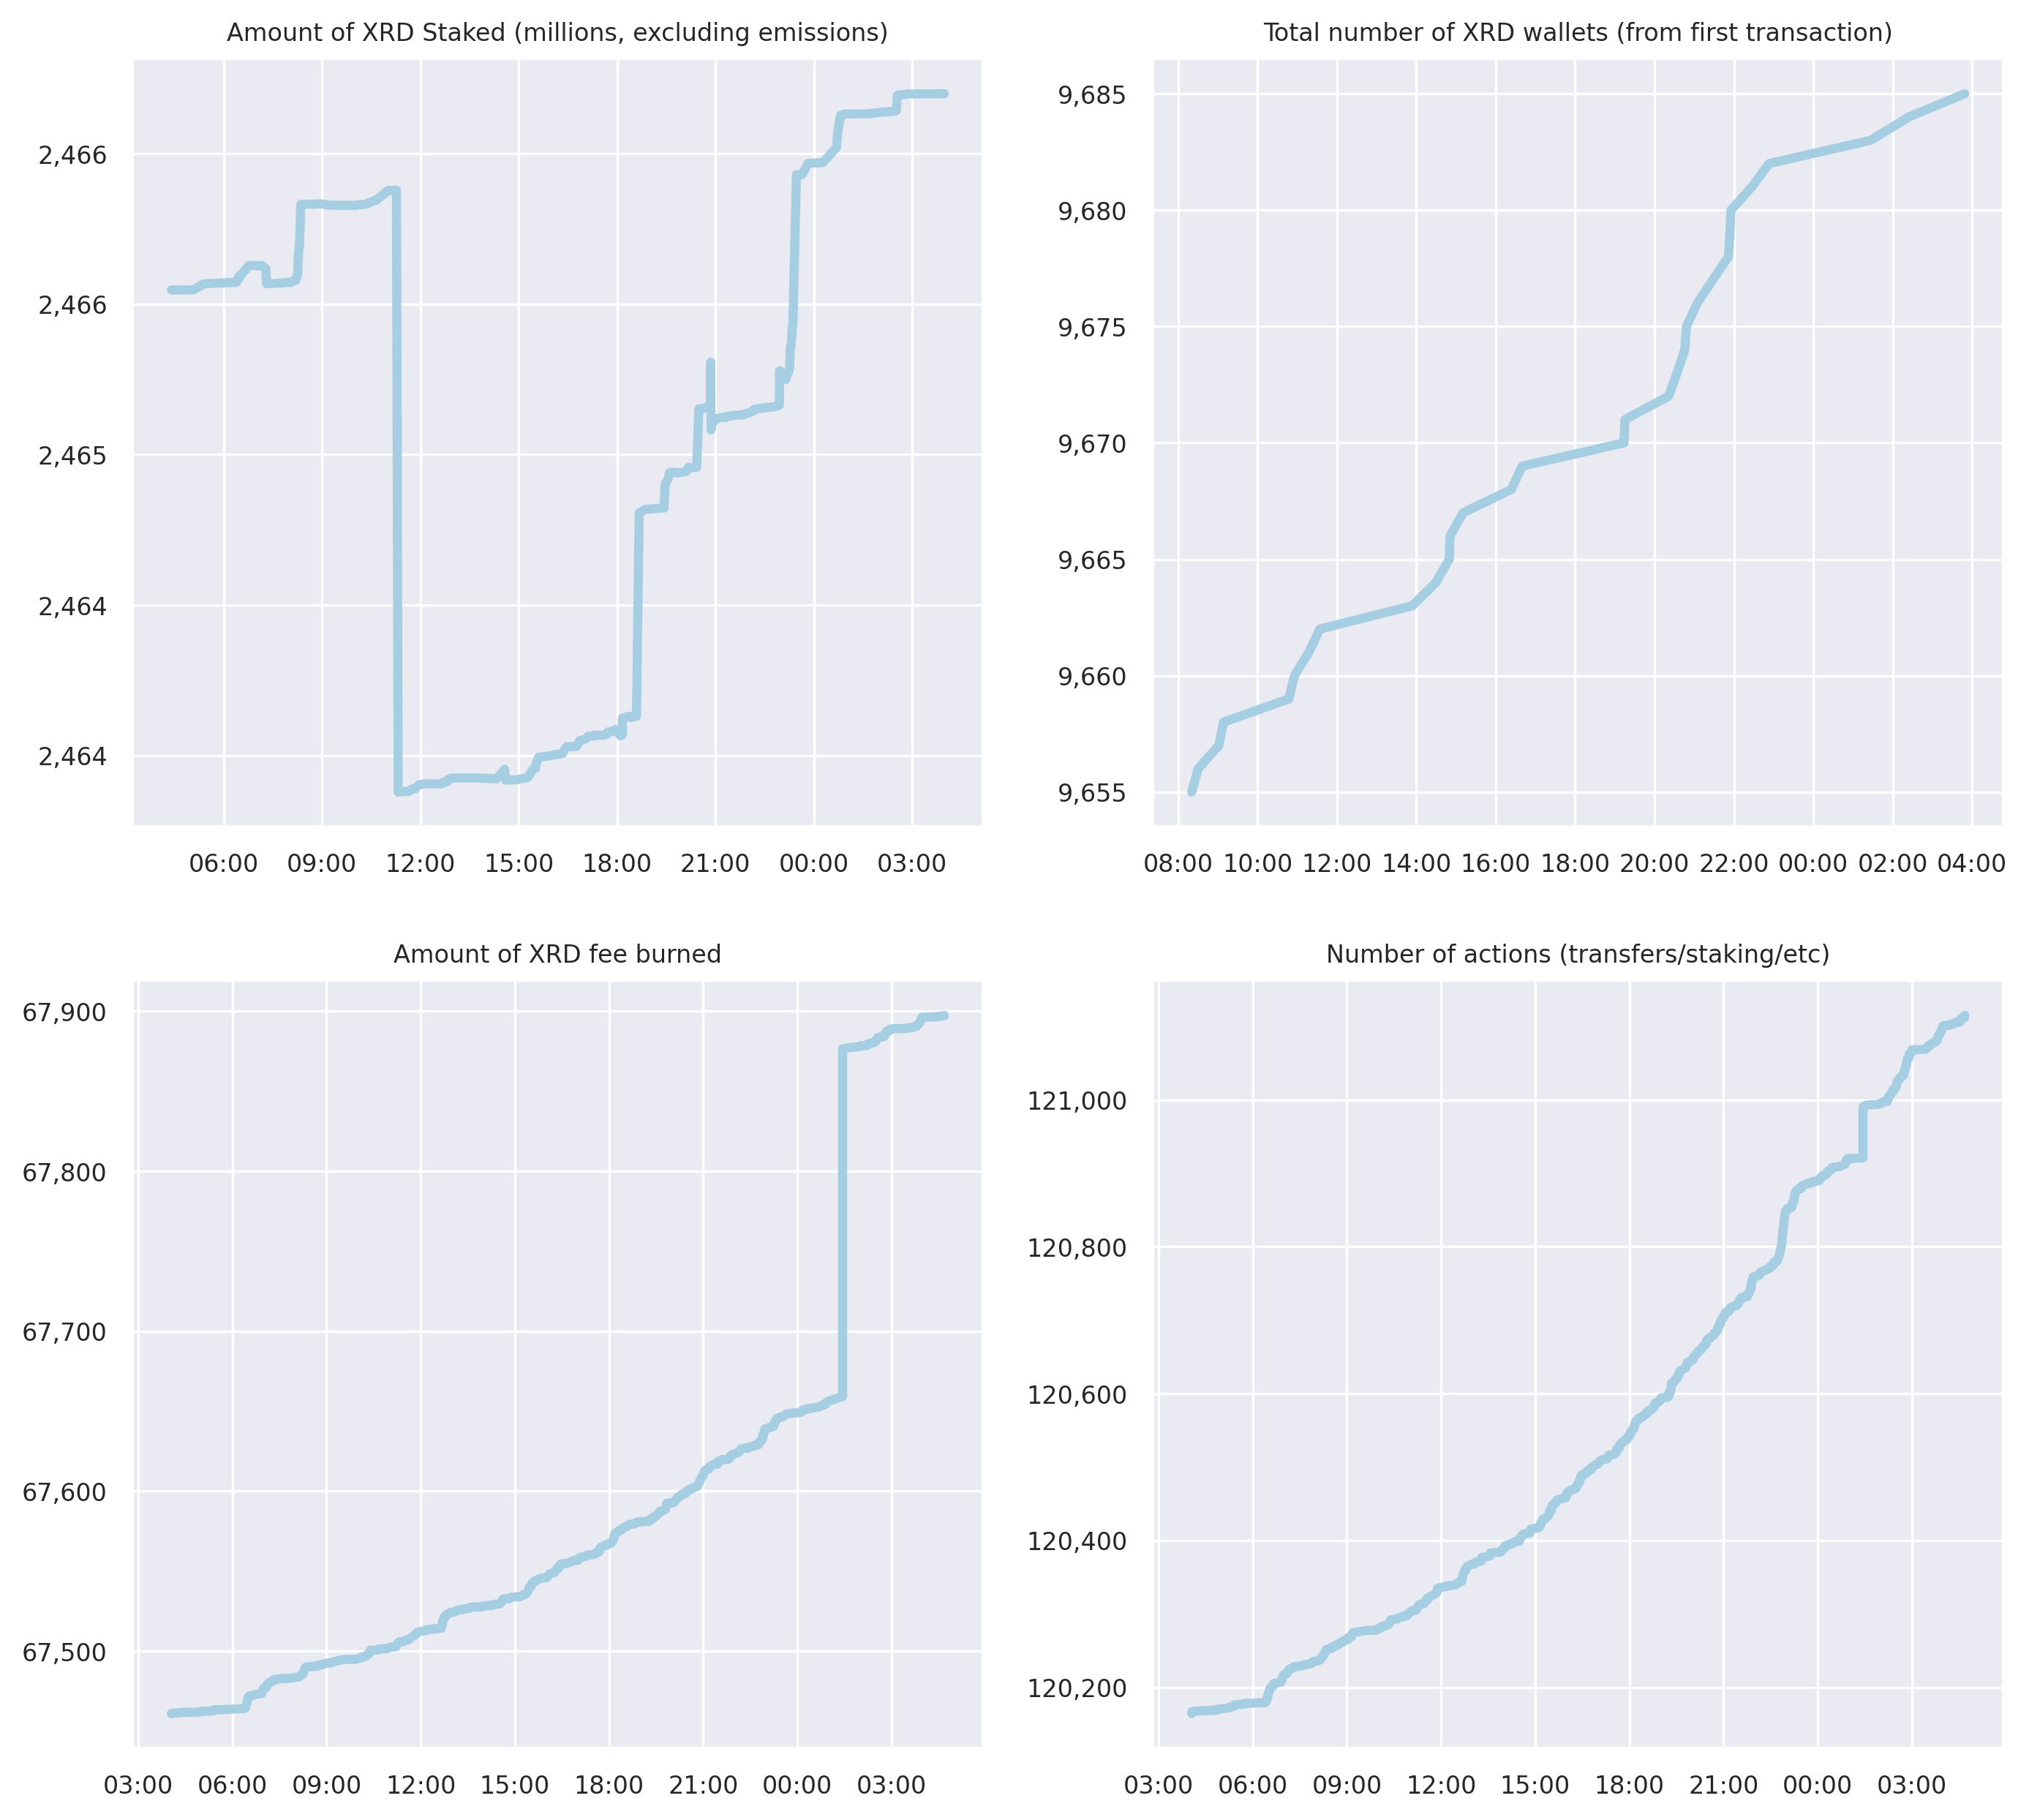 Amount of XRD Staked (millions, excluding emissions)
2,466
2,466
2,465
2,464
2,464
06:00 09:00 12:00 15:00 18:00 21:00 00:00 03:00
Total number of XRD wallets (from first transaction)
9,685
9,680
9,675
9,670
9,665
9,660
9,655
08:00 10:00 12:00 14:00 16:00 18:00 20:00 22:00 00:00 02:00 04:00
Amount of XRD fee burned
67,900
67,800
67,700
67,600
67,500
03:00 06:00 09:00 12:00 15:00 18:00 21:00 00:00 03:00
Number of actions (transfers/staking/etc)
121,000
120,800
120,600
120,400
120,200
03:00 06:00 09:00 12:00 15:00 18:00 21:00 00:00 03:00